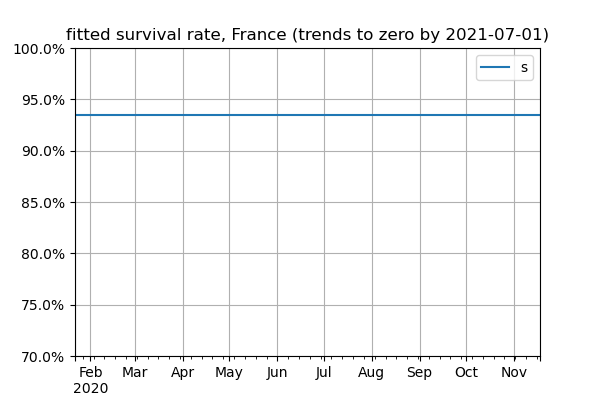 fitted survival rate, France (trends to zero by 2021-07-01)
100.0%
s
95.0%
90.0%
85.0%
80.0%
75.0%
70.0%
Feb Mar Apr May Jun Jul Aug Sep Oct Nov
2020